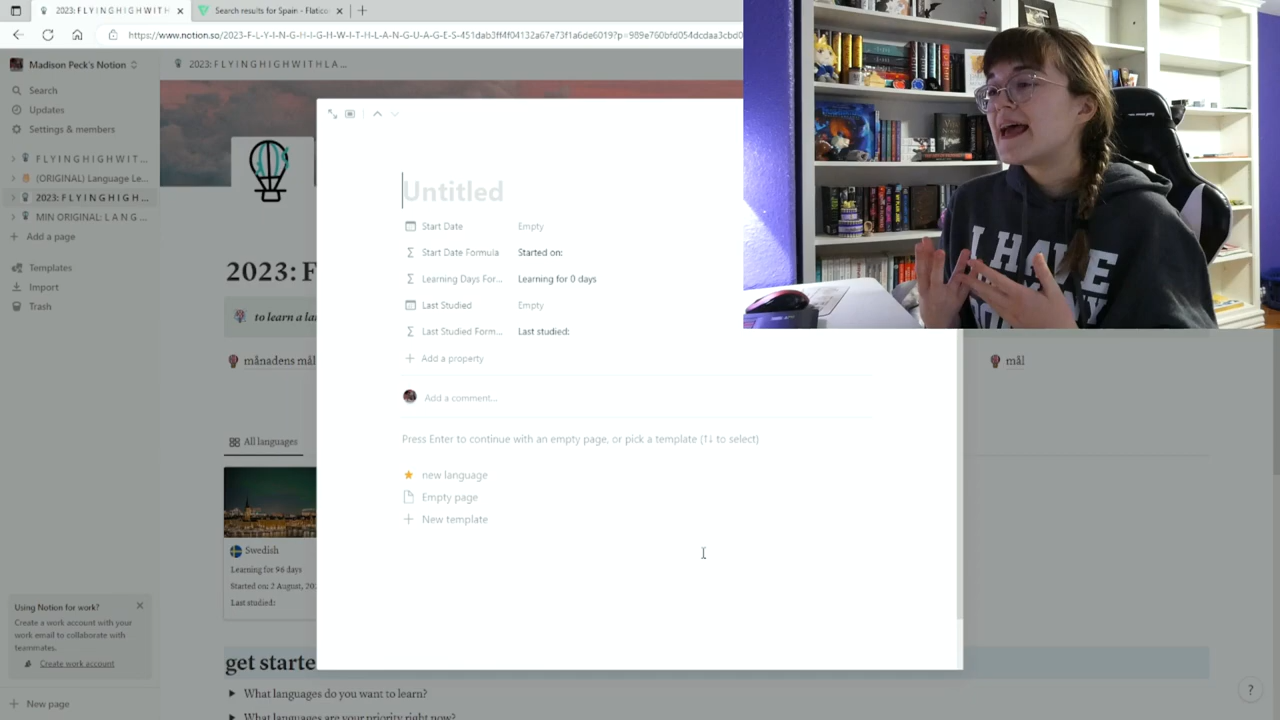 2023: F L Y I N G H I G H W I T H
Search results for Spain - Flatico
https://www.notion.so/2023-F-L-Y-I-N-G-H-I-G-H-W-I-T-H-L-A-N-G-U-A-G-E-S-451dab3ff4f04132a67e73f1a6de6019?p=989e760bfd054dcdaa3cbd0
Madison Peck's Notion
2023: F L Y I N G H I G H W I T H L A ...
Search
Updates
Settings & members
F L Y I N G H I G H W I T ...
(ORIGINAL) Language Le...
2023: F L Y I N G H I G H ...
MIN ORIGINAL: L A N G ...
Add a page
Templates
Import
Trash
2023: F
to learn a la
månadens mål
mål
All languages
Swedish
Learning for 96 days
Started on: 2 August, 20
Last studied:
get starte
What languages do you want to learn?
What languages are your priority right now?
Using Notion for work?
Create a work account with your
work email to collaborate with
teammates.
Create work account
New page
Untitled
Start Date Empty
Start Date Formula Started on:
Learning Days For... Learning for 0 days
Last Studied Empty
Last Studied Form... Last studied:
Add a property
Add a comment...
Press Enter to continue with an empty page, or pick a template (↑↓ to select)
new language
Empty page
New template
I HAVE
?